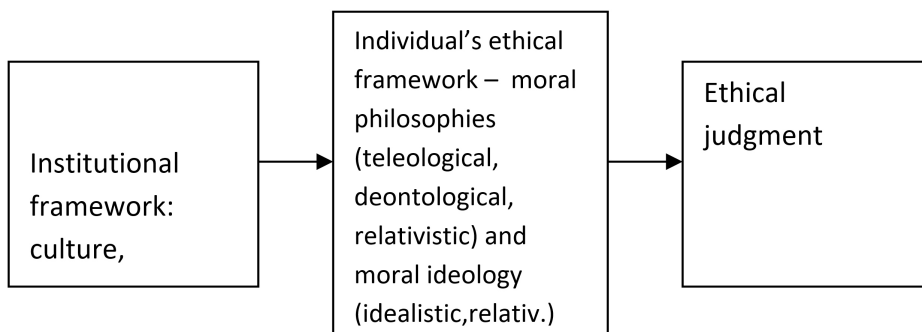 Institutional
framework:
culture,
Individual’s ethical
framework – moral
philosophies
(teleological,
deontological,
relativistic) and
moral ideology
(idealistic,relativ.)
Ethical
judgment